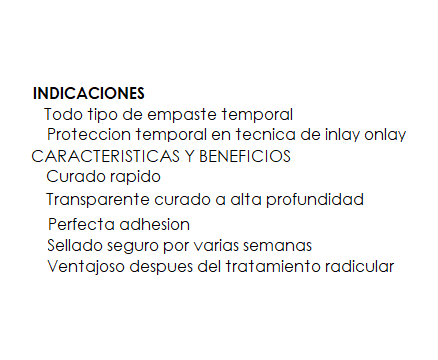 INDICACIONES
Todo tipo de empaste temporal
Proteccion temporal en tecnica de inlay onlay
CARACTERISTICAS Y BENEFICIOS
Curado rapido
Transparente curado a alta profundidad
Perfecta adhesion
Sellado seguro por varias semanas
Ventajoso despues del tratamiento radicular